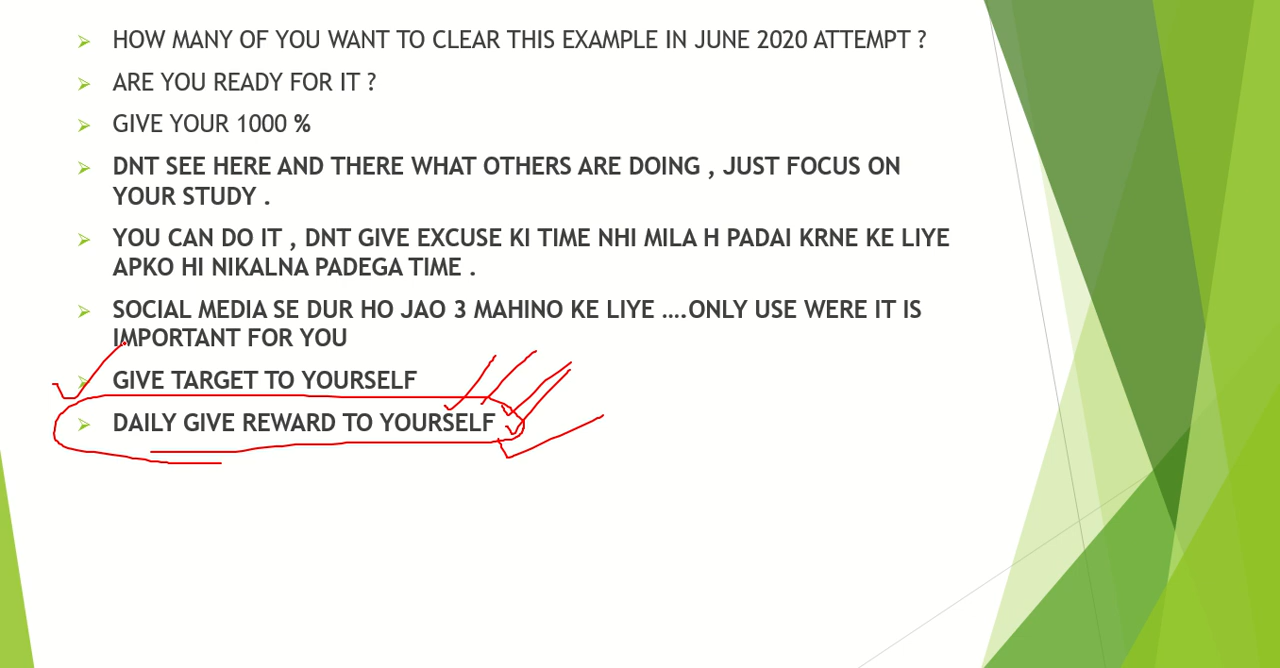 HOW MANY OF YOU WANT TO CLEAR THIS EXAMPLE IN JUNE 2020 ATTEMPT ?
ARE YOU READY FOR IT ?
GIVE YOUR 1000 %
DNT SEE HERE AND THERE WHAT OTHERS ARE DOING , JUST FOCUS ON
YOUR STUDY .
YOU CAN DO IT , DNT GIVE EXCUSE KI TIME NHI MILA H PADAI KRNE KE LIYE
APKO HI NIKALNA PADEGA TIME .
SOCIAL MEDIA SE DUR HO JAO 3 MAHINO KE LIYE ….ONLY USE WERE IT IS
IMPORTANT FOR YOU
GIVE TARGET TO YOURSELF
DAILY GIVE REWARD TO YOURSELF